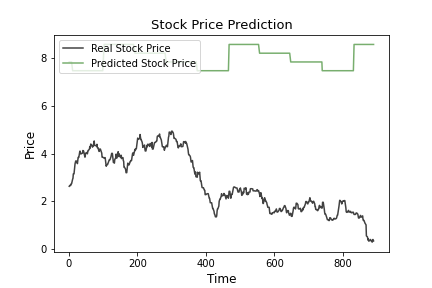 Stock Price Prediction
Real Stock Price
Predicted Stock Price
Price
8
6
4
2
0
0 200 400 600 800
Time